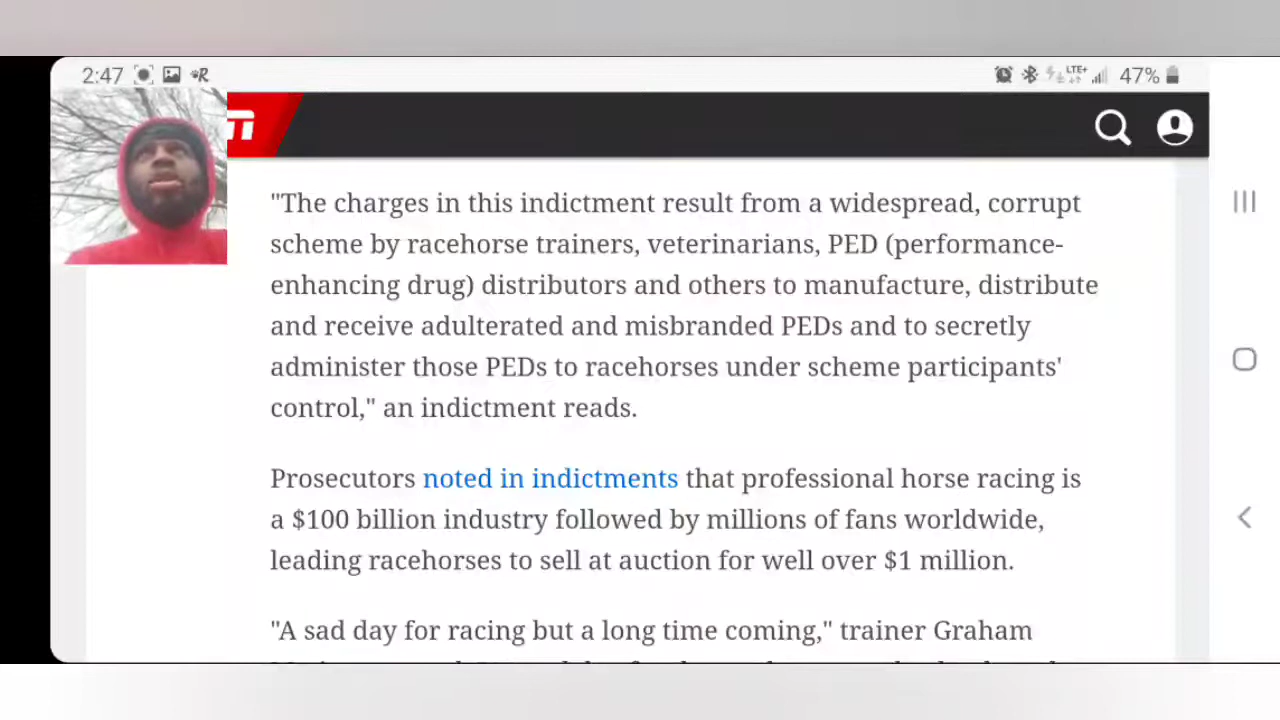 2:47 LTE+ 47%
"The charges in this indictment result from a widespread, corrupt
scheme by racehorse trainers, veterinarians, PED (performance-
enhancing drug) distributors and others to manufacture, distribute
and receive adulterated and misbranded PEDs and to secretly
administer those PEDs to racehorses under scheme participants'
control," an indictment reads.
Prosecutors noted in indictments that professional horse racing is
a $100 billion industry followed by millions of fans worldwide,
leading racehorses to sell at auction for well over $1 million.
"A sad day for racing but a long time coming," trainer Graham